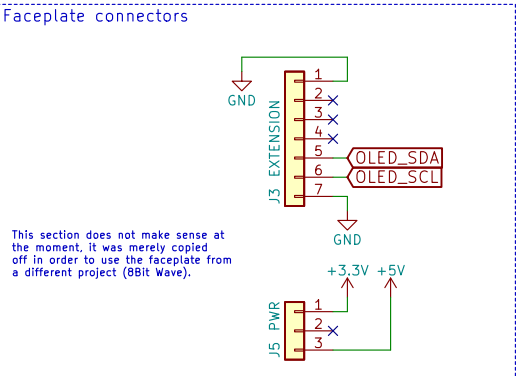 Faceplate connectors
GND
J3 EXTENSION
1
2
3
4
5
6
7
OLED_SDA
OLED_SCL
GND
This section does not make sense at
the moment, it was merely copied
off in order to use the faceplate from
a different project (8Bit Wave).
+3.3V +5V
J5 PWR
1
2
3